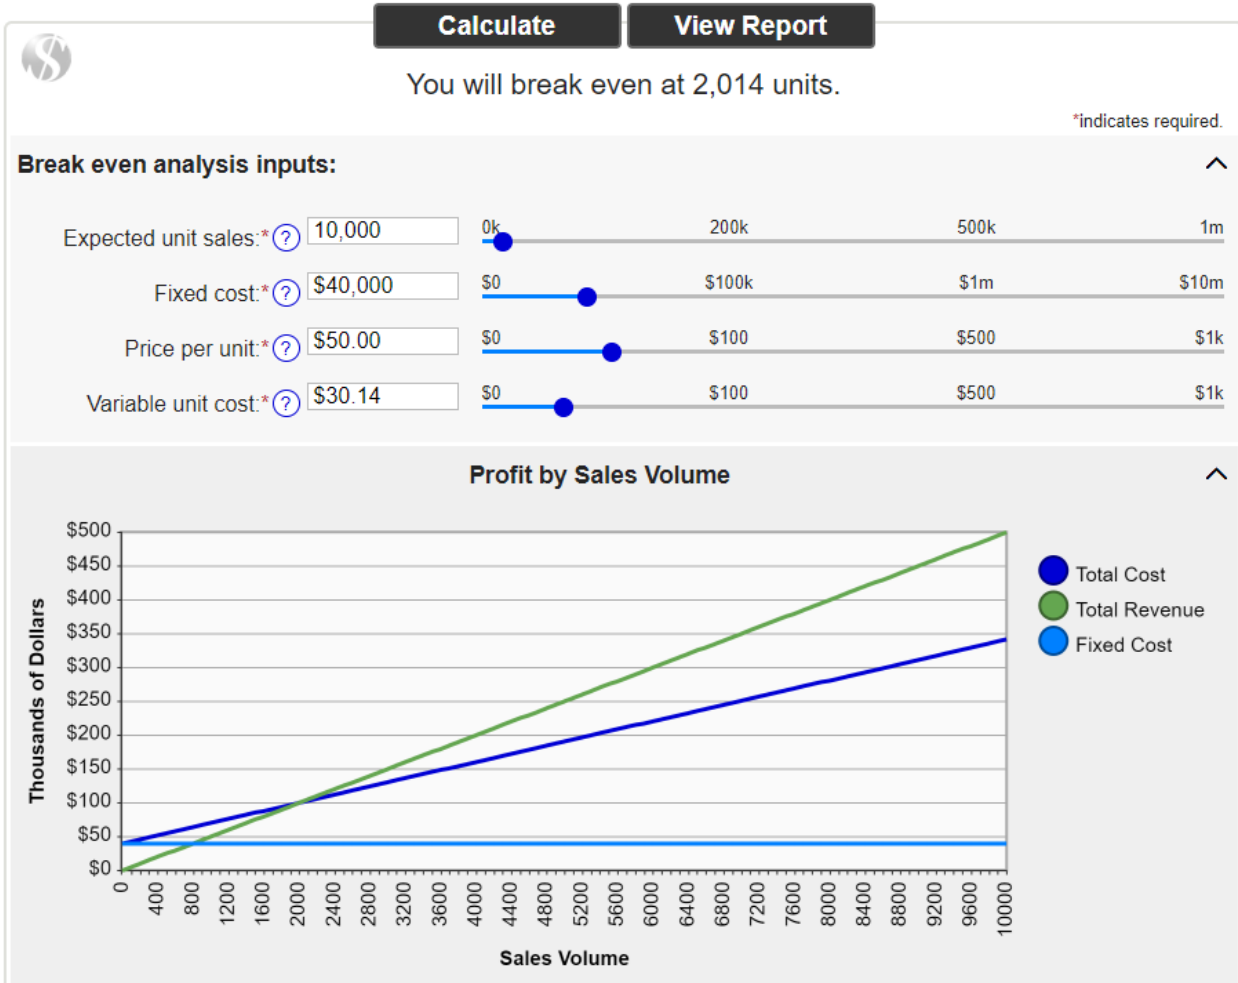 Calculate View Report
You will break even at 2,014 units.
*indicates required.
Break even analysis inputs:
Expected unit sales:* ? 10,000 0k 200k 500k 1m
Fixed cost:* ? $40,000 $0 $100k $1m $10m
Price per unit:* ? $50.00 $0 $100 $500 $1k
Variable unit cost:* ? $30.14 $0 $100 $500 $1k
Profit by Sales Volume
Thousands of Dollars
$500
$450
$400
$350
$300
$250
$200
$150
$100
$50
$0
0 400 800 1200 1600 2000 2400 2800 3200 3600 4000 4400 4800 5200 5600 6000 6400 6800 7200 7600 8000 8400 8800 9200 9600 10000
Sales Volume
Total Cost
Total Revenue
Fixed Cost